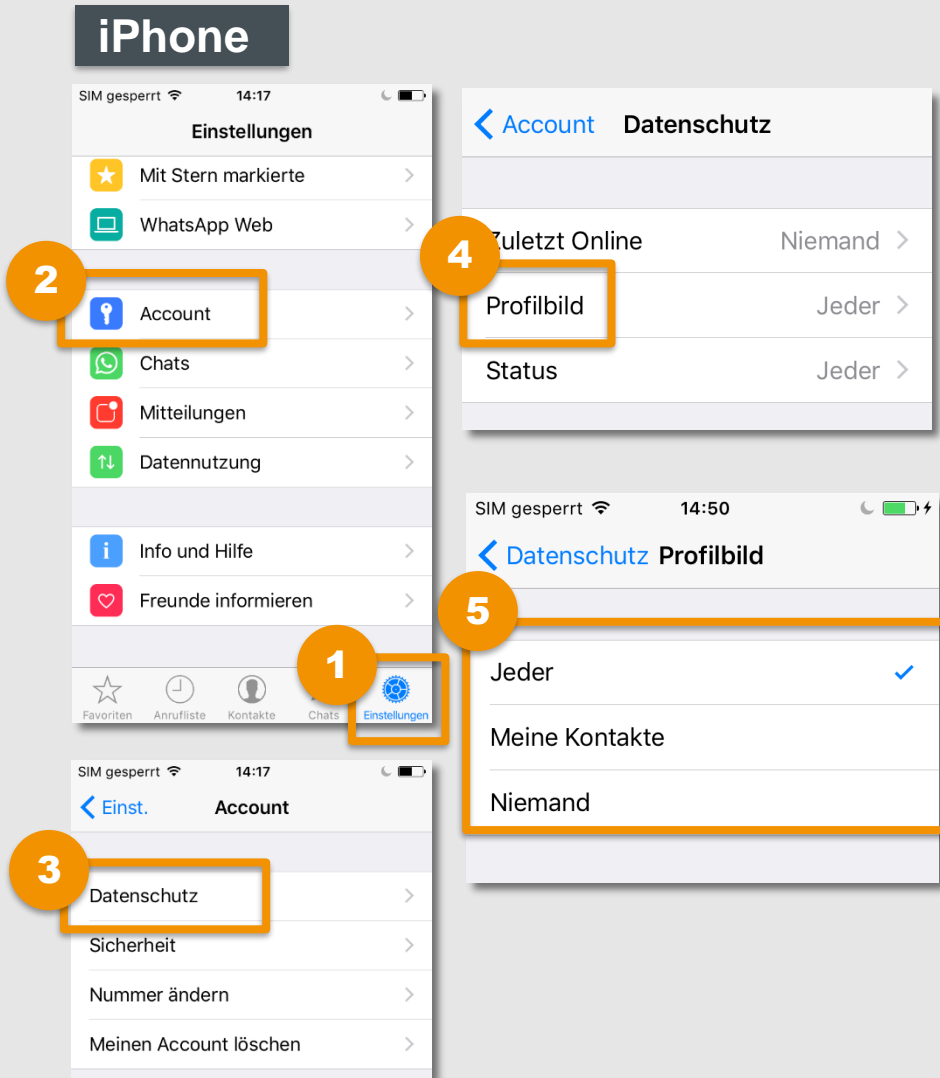 iPhone
SIM gesperrt 14:17
Einstellungen
Mit Stern markierte
WhatsApp Web
2
Account
Chats
Mitteilungen
Datennutzung
Info und Hilfe
Freunde informieren
1
Favoriten Anrufliste Kontakte Chats Einstellungen
SIM gesperrt 14:17
Einst. Account
3
Datenschutz
Sicherheit
Nummer ändern
Meinen Account löschen
Account Datenschutz
4
Zuletzt Online Niemand
Profilbild Jeder
Status Jeder
SIM gesperrt 14:50
Datenschutz Profilbild
5
Jeder
Meine Kontakte
Niemand